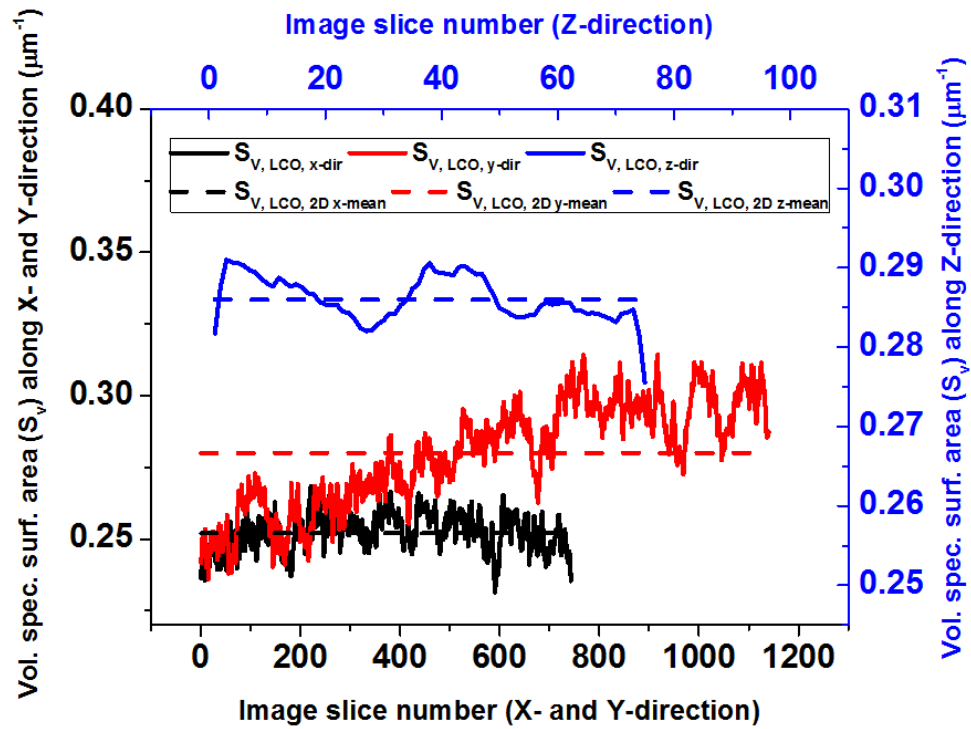 Image slice number (Z-direction)
0 20 40 60 80 100
Vol. spec. surf. area (Sv) along X- and Y-direction (μm-1)
0.40
0.35
0.30
0.25
SV, LCO, x-dir SV, LCO, y-dir SV, LCO, z-dir
SV, LCO, 2D x-mean SV, LCO, 2D y-mean SV, LCO, 2D z-mean
0.31
0.30
0.29
0.28
0.27
0.26
0.25
Vol. spec. surf. area (Sv) along Z-direction (μm-1)
0 200 400 600 800 1000 1200
Image slice number (X- and Y-direction)